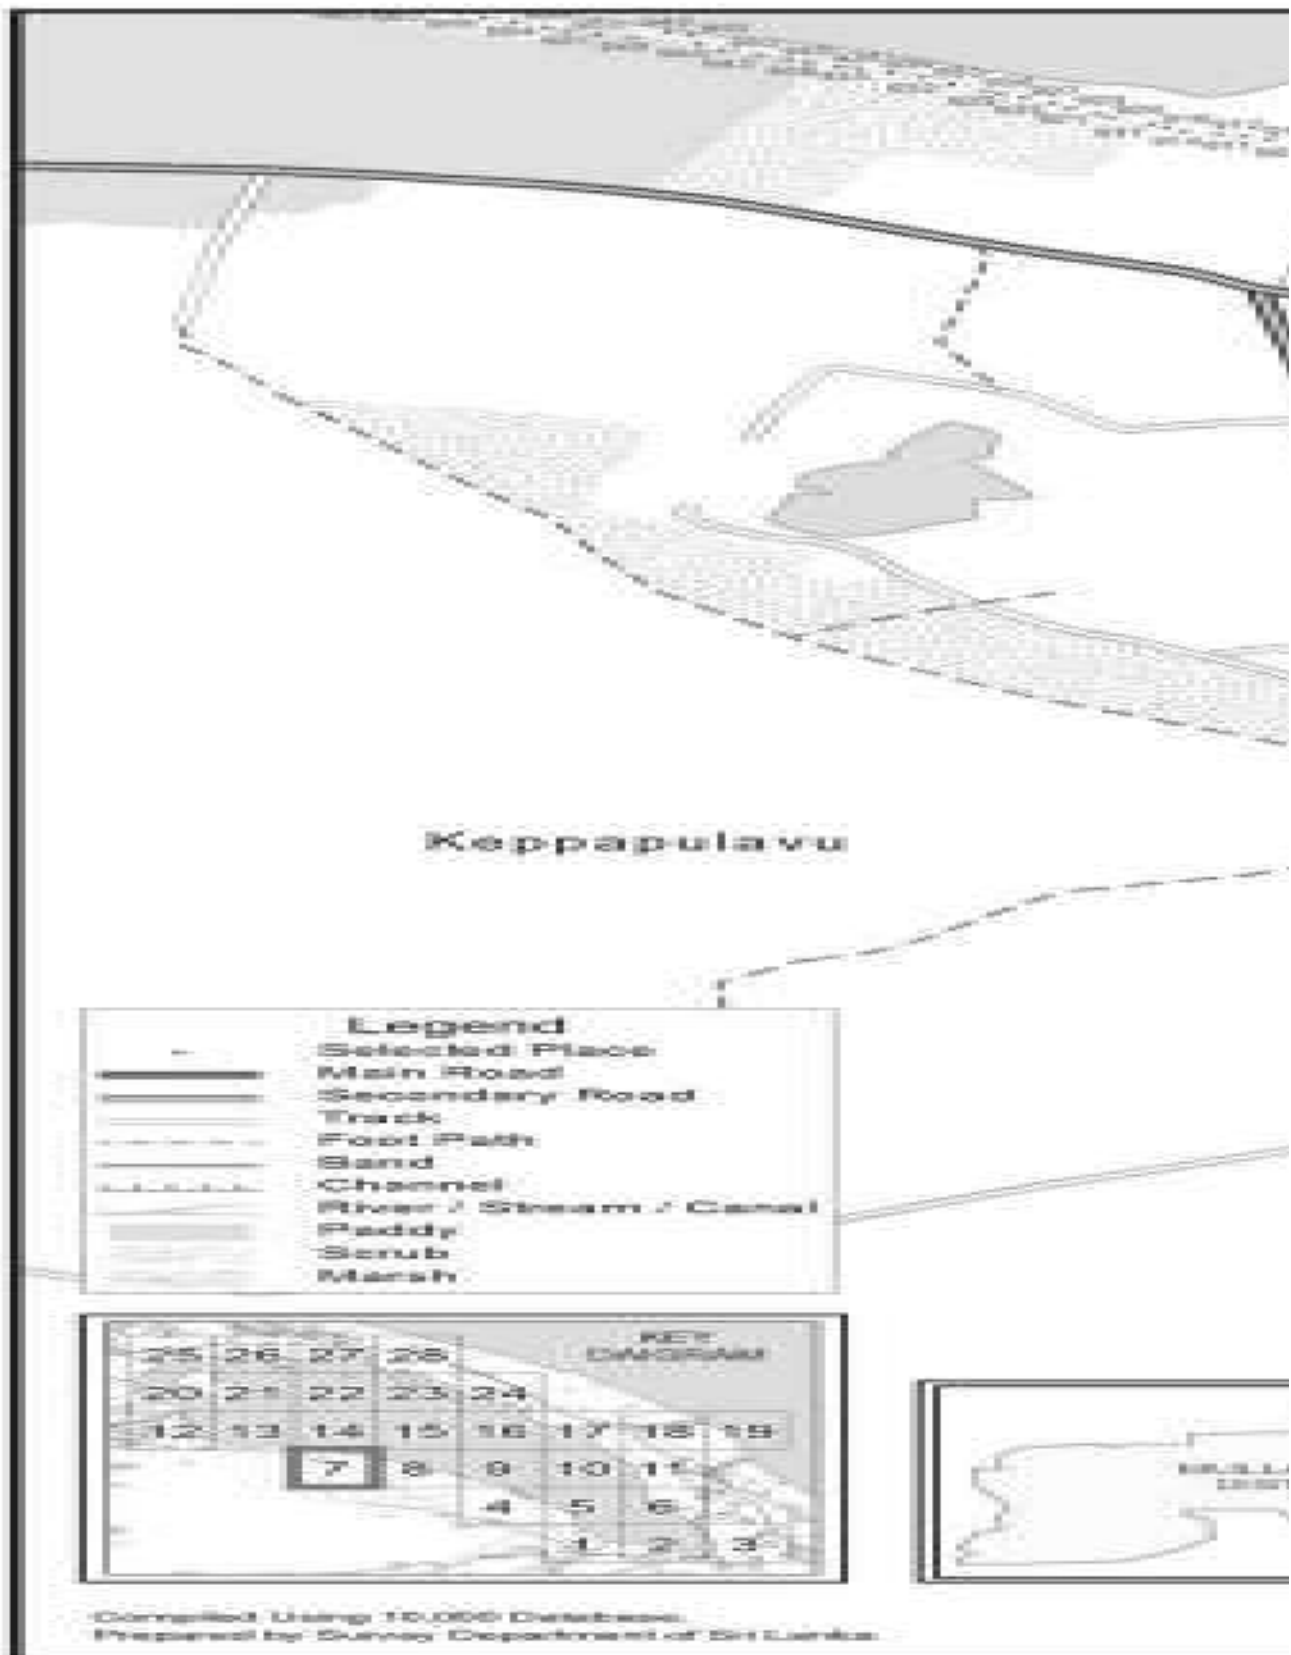 Keppapulavu
Legend
Selected Place
Main Road
Secondary Road
Track
Foot Path
Bund
Channel
River / Stream / Canal
Paddy
Scrub
Marsh
KEY
DIAGRAM
25 26 27 28
20 21 22 23 24
12 13 14 15 16 17 18 19
7 8 9 10 11
4 5 6
1 2 3
Compiled Using 10,000 Database.
Prepared by Survey Department of Sri Lanka